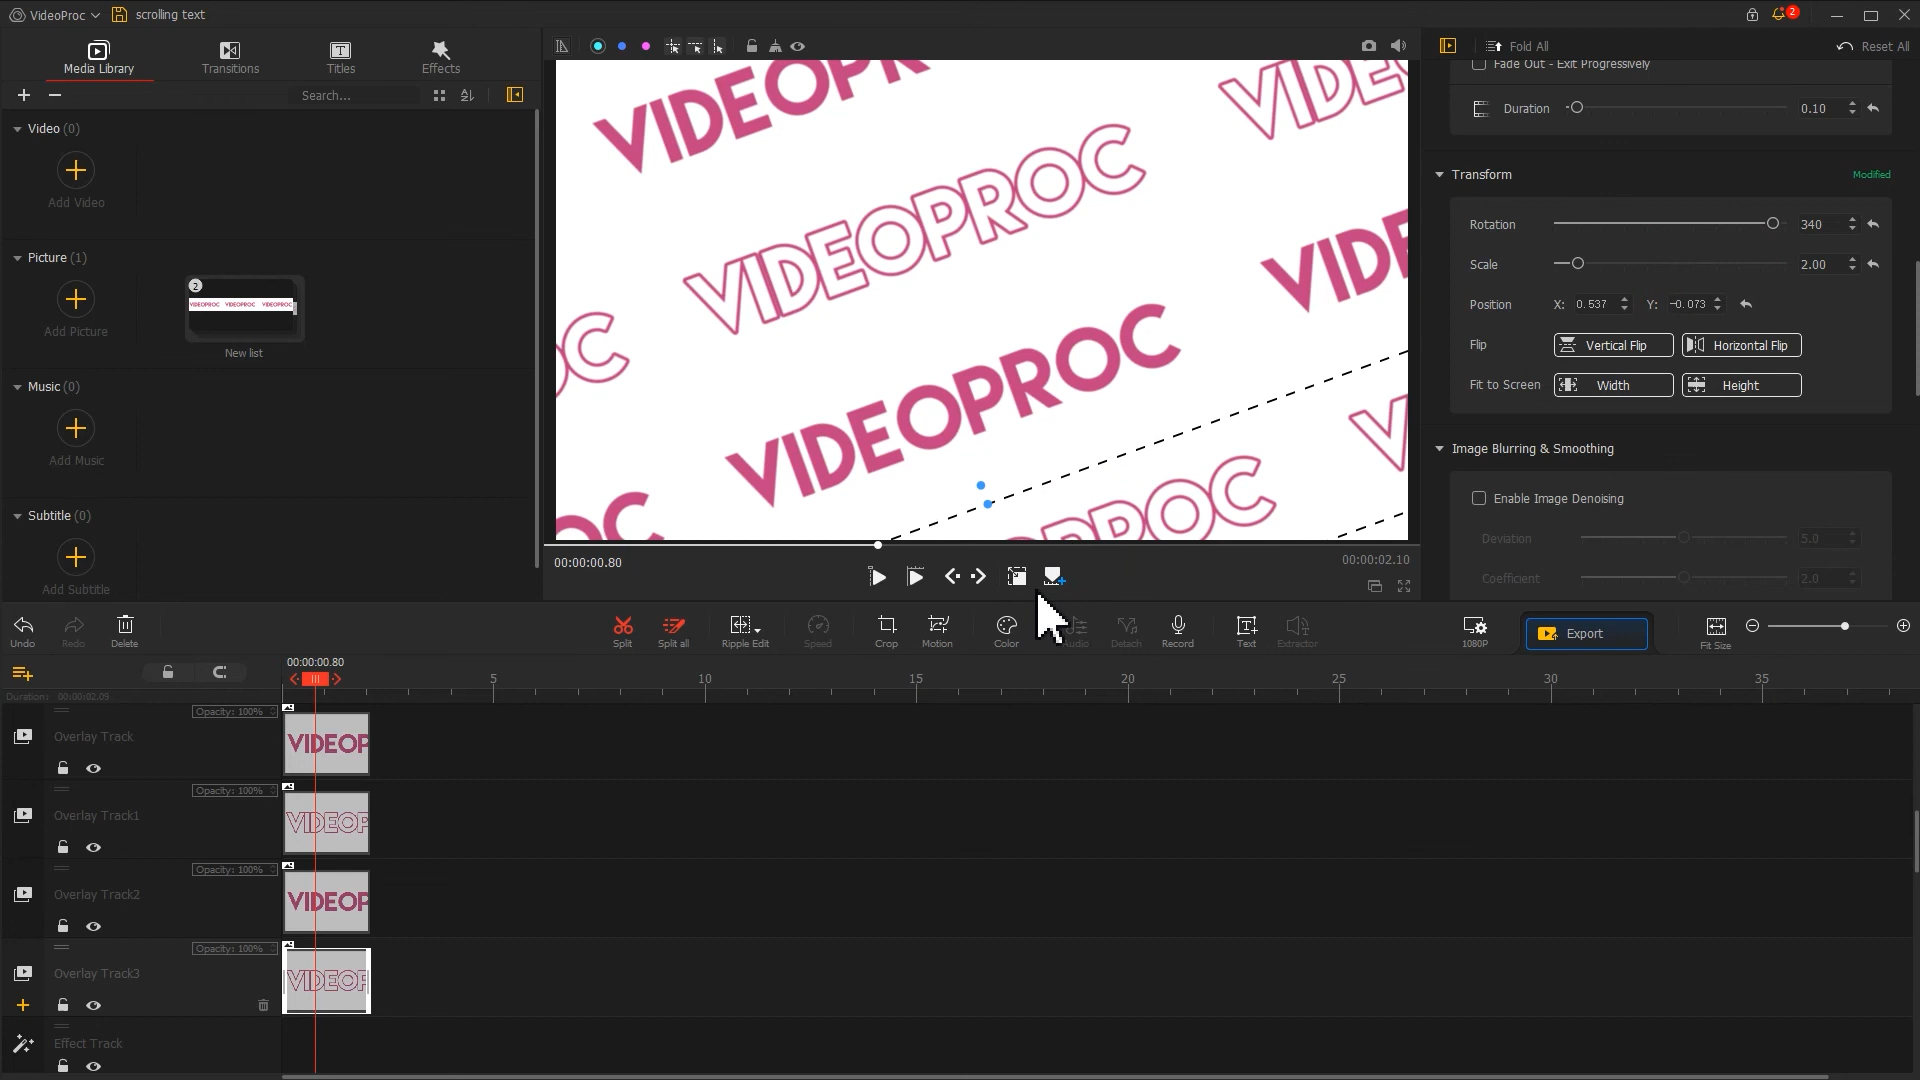 VideoProc
scrolling text
2
Media Library
Transitions
Titles
Effects
Search...
Fold All
Reset All
Video (0)
Add Video
Picture (1)
Add Picture
2
VIDEOPROC VIDEOPROC VIDEOPROC
New list
Music (0)
Add Music
Subtitle (0)
Add Subtitle
VIDEOPROC
VIDEO
VIDEOPROC
VIDE
OC
VIDEOPROC
V
OC
PROC
00:00:00.80
00:00:02.10
Fade Out - Exit Progressively
Duration 0.10
Transform Modified
Rotation 340
Scale 2.00
Position X: 0.537 Y: -0.073
Flip Vertical Flip Horizontal Flip
Fit to Screen Width Height
Image Blurring & Smoothing
Enable Image Denoising
Deviation 5.0
Coefficient 2.0
Undo Redo Delete Split Split all Ripple Edit Speed Crop Motion Color Audio Detach Record Text Extractor 1080P Export Fit Size
00:00:00.80
Duration: 00:00:02.09
5 10 15 20 25 30 35
Opacity: 100%
Overlay Track
VIDEOP
Opacity: 100%
Overlay Track1
VIDEOP
Opacity: 100%
Overlay Track2
VIDEOP
Opacity: 100%
Overlay Track3
VIDEOP
Effect Track